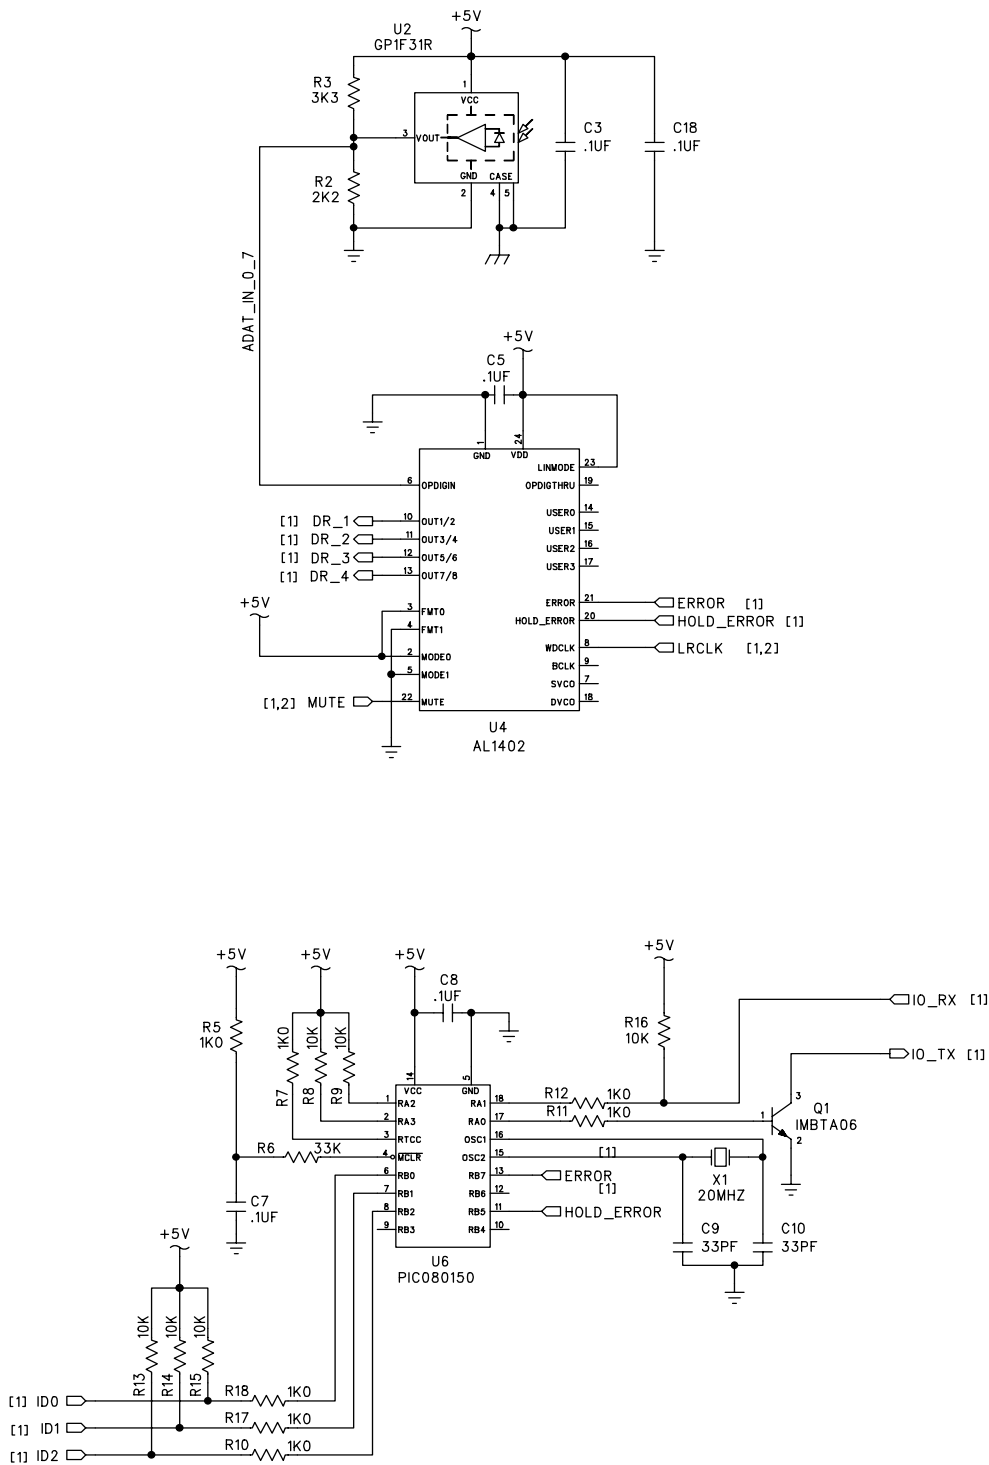 +5V
U2
GP1F31R
R3
3K3
1
VCC
3
VOUT
C3
.1UF
C18
.1UF
R2
2K2
GND
CASE
2
4
5
ADAT_IN_0_7
+5V
C5
.1UF
1
24
GND
VDD
LINMODE
23
6
OPDIGIN
OPDIGTHRU
19
USER0
14
[1] DR_1
10
OUT1/2
USER1
15
[1] DR_2
11
OUT3/4
USER2
16
[1] DR_3
12
OUT5/6
USER3
17
[1] DR_4
13
OUT7/8
+5V
ERROR
21
ERROR [1]
3
FMT0
HOLD_ERROR
20
HOLD_ERROR [1]
4
FMT1
WDCLK
8
LRCLK [1,2]
2
MODE0
BCLK
9
5
MODE1
SVCO
7
[1,2] MUTE
22
MUTE
DVCO
18
U4
AL1402
+5V
+5V
+5V
+5V
C8
.1UF
IO_RX [1]
R5
1K0
1K0
10K
10K
R16
10K
IO_TX [1]
R7
R8
R9
14
5
VCC
GND
1
RA2
RA1
18
R12
1K0
3
Q1
IMBTA06
2
RA3
RA0
17
R11
1K0
1
2
3
RTCC
OSC1
16
R6
33K
4
MCLR
OSC2
15
[1]
X1
20MHZ
6
RB0
RB7
13
ERROR
7
RB1
RB6
12
[1]
8
RB2
RB5
11
HOLD_ERROR
9
RB3
RB4
10
C7
.1UF
C9
33PF
C10
33PF
U6
PIC080150
+5V
10K
10K
10K
R13
R14
R15
[1] ID0
R18
1K0
[1] ID1
R17
1K0
[1] ID2
R10
1K0